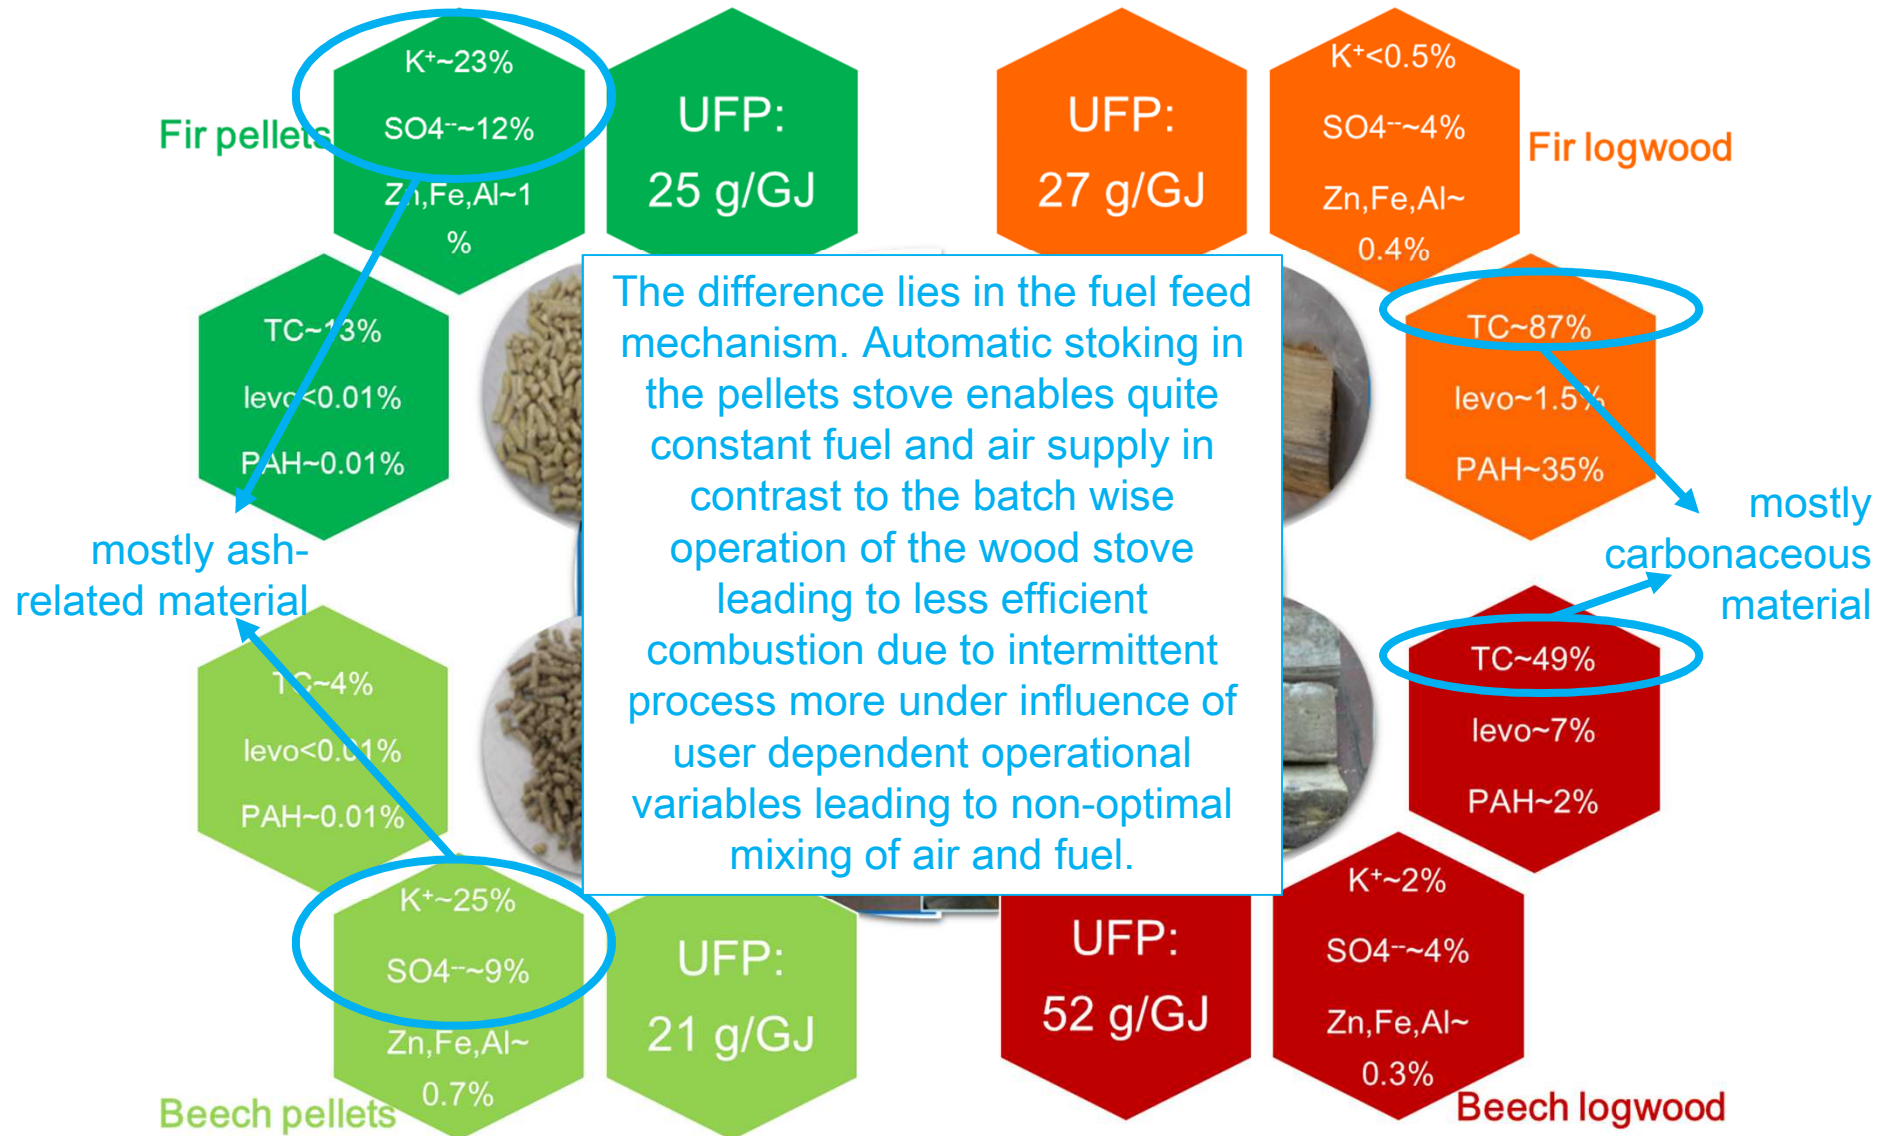 Fir pellets
K⁺~23%
SO4⁻⁻~12%
Zn,Fe,Al~1
%
UFP:
25 g/GJ
TC~13%
levo<0.01%
PAH~0.01%
UFP:
27 g/GJ
K⁺<0.5%
SO4⁻⁻~4%
Zn,Fe,Al~
0.4%
Fir logwood
TC~87%
levo~1.5%
PAH~35%
The difference lies in the fuel feed
mechanism. Automatic stoking in
the pellets stove enables quite
constant fuel and air supply in
contrast to the batch wise
operation of the wood stove
leading to less efficient
combustion due to intermittent
process more under influence of
user dependent operational
variables leading to non-optimal
mixing of air and fuel.
mostly ash-
related material
mostly
carbonaceous
material
TC~4%
levo<0.01%
PAH~0.01%
K⁺~25%
SO4⁻⁻~9%
Zn,Fe,Al~
0.7%
UFP:
21 g/GJ
Beech pellets
TC~49%
levo~7%
PAH~2%
UFP:
52 g/GJ
K⁺~2%
SO4⁻⁻~4%
Zn,Fe,Al~
0.3%
Beech logwood